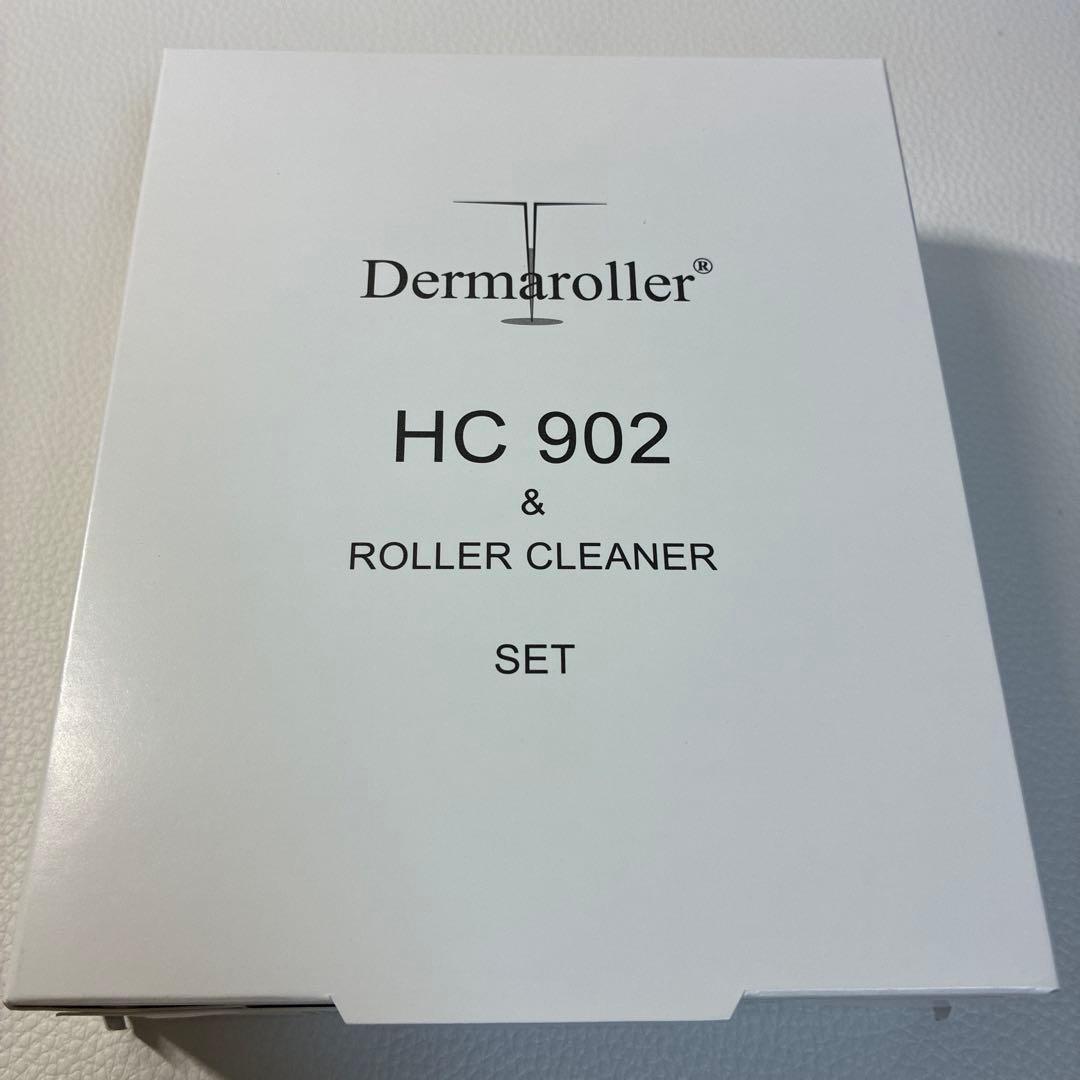 Dermaroller®
HC 902
&
ROLLER CLEANER
SET